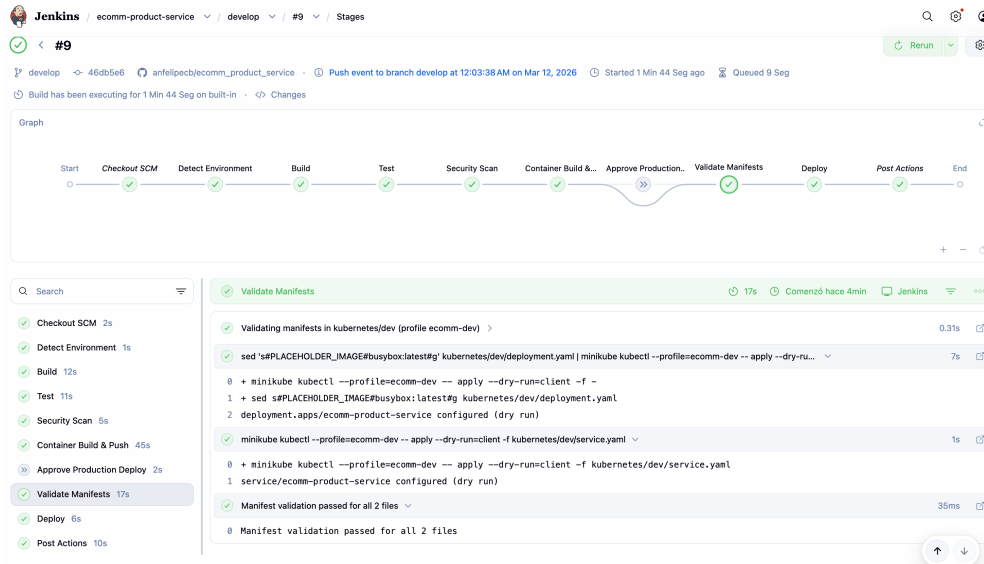 Jenkins / ecomm-product-service / develop / #9 / Stages
#9
Rerun
develop 46db5e6 anfelipecb/ecomm_product_service · Push event to branch develop at 12:03:38 AM on Mar 12, 2026 Started 1 Min 44 Seg ago Queued 9 Seg
Build has been executing for 1 Min 44 Seg on built-in · </> Changes
Graph
Start Checkout SCM Detect Environment Build Test Security Scan Container Build &... Approve Production... Validate Manifests Deploy Post Actions End
Search
Checkout SCM 2s
Detect Environment 1s
Build 12s
Test 11s
Security Scan 5s
Container Build & Push 45s
Approve Production Deploy 2s
Validate Manifests 17s
Deploy 6s
Post Actions 10s
Validate Manifests 17s Comenzó hace 4min Jenkins
Validating manifests in kubernetes/dev (profile ecomm-dev) 0.31s
sed 's#PLACEHOLDER_IMAGE#busybox:latest#g' kubernetes/dev/deployment.yaml | minikube kubectl --profile=ecomm-dev -- apply --dry-ru... 7s
0 + minikube kubectl --profile=ecomm-dev -- apply --dry-run=client -f -
1 + sed s#PLACEHOLDER_IMAGE#busybox:latest#g kubernetes/dev/deployment.yaml
2 deployment.apps/ecomm-product-service configured (dry run)
minikube kubectl --profile=ecomm-dev -- apply --dry-run=client -f kubernetes/dev/service.yaml 1s
0 + minikube kubectl --profile=ecomm-dev -- apply --dry-run=client -f kubernetes/dev/service.yaml
1 service/ecomm-product-service configured (dry run)
Manifest validation passed for all 2 files 35ms
0 Manifest validation passed for all 2 files